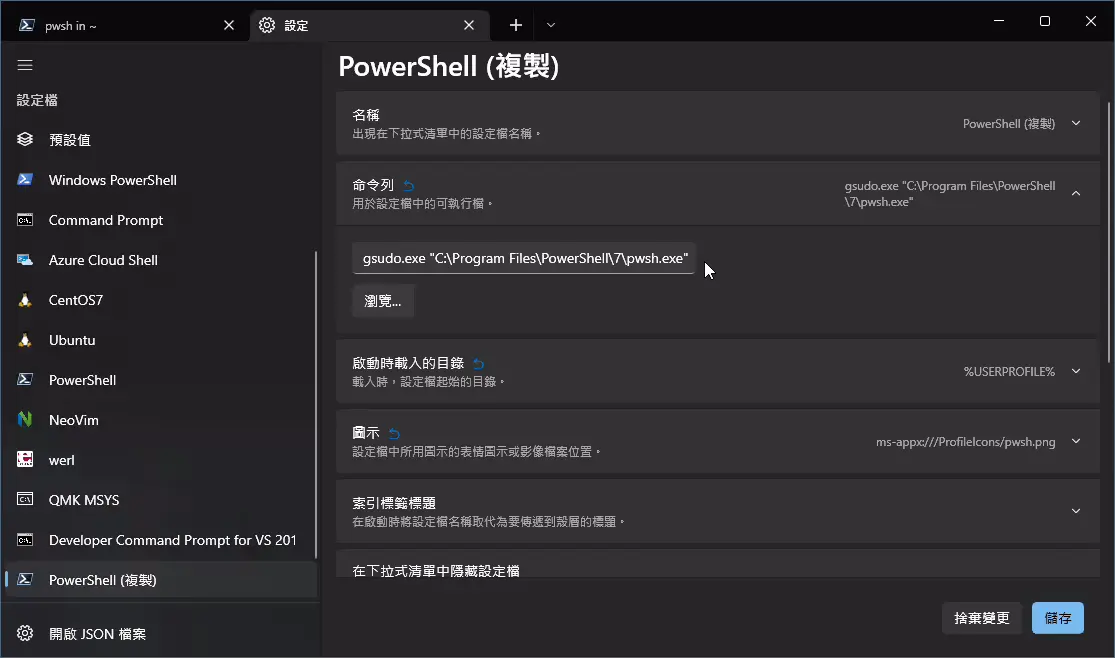 pwsh in ~
設定
設定檔
預設值
Windows PowerShell
Command Prompt
Azure Cloud Shell
CentOS7
Ubuntu
PowerShell
NeoVim
werl
QMK MSYS
Developer Command Prompt for VS 201
PowerShell (複製)
開啟 JSON 檔案
PowerShell (複製)
名稱
出現在下拉式清單中的設定檔名稱。
PowerShell (複製)
命令列
用於設定檔中的可執行檔。
gsudo.exe "C:\Program Files\PowerShell
\7\pwsh.exe"
gsudo.exe "C:\Program Files\PowerShell\7\pwsh.exe"
瀏覽...
啟動時載入的目錄
載入時，設定檔起始的目錄。
%USERPROFILE%
圖示
設定檔中所用圖示的表情圖示或影像檔案位置。
ms-appx:///ProfileIcons/pwsh.png
索引標籤標題
在啟動時將設定檔名稱取代為要傳遞到殼層的標題。
在下拉式清單中隱藏設定檔
捨棄變更
儲存